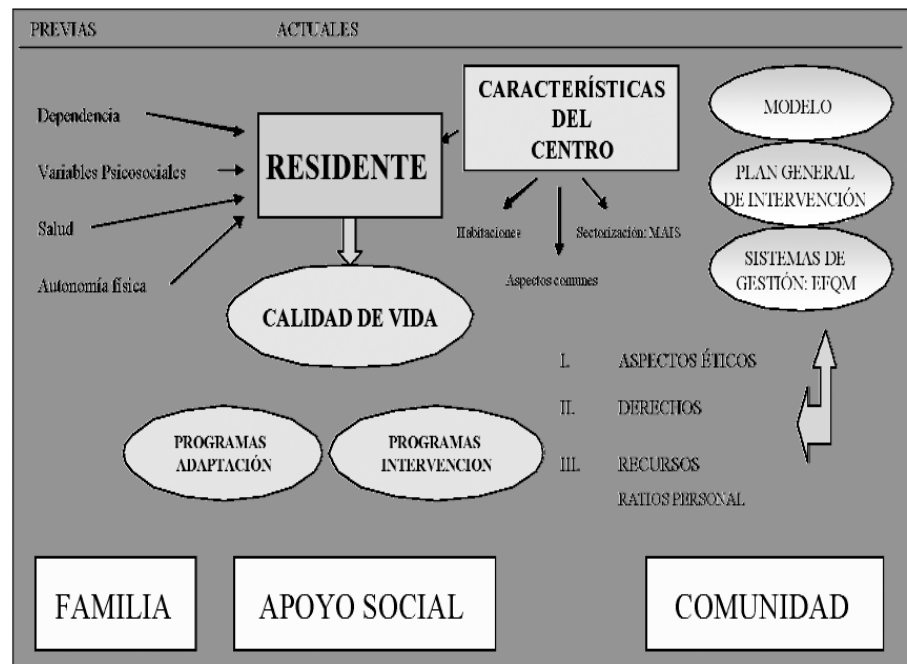 PREVIAS
ACTUALES
Dependencia
Variables Psicosociales
Salud
Autonomía física
RESIDENTE
CARACTERÍSTICAS
DEL
CENTRO
Habitaciones
Sectorización: MAIS
Aspectos comunes
MODELO
PLAN GENERAL
DE INTERVENCIÓN
SISTEMAS DE
GESTIÓN: EFQM
CALIDAD DE VIDA
I. ASPECTOS ÉTICOS
II. DERECHOS
III. RECURSOS
RATIOS PERSONAL
PROGRAMAS
ADAPTACIÓN
PROGRAMAS
INTERVENCION
FAMILIA
APOYO SOCIAL
COMUNIDAD